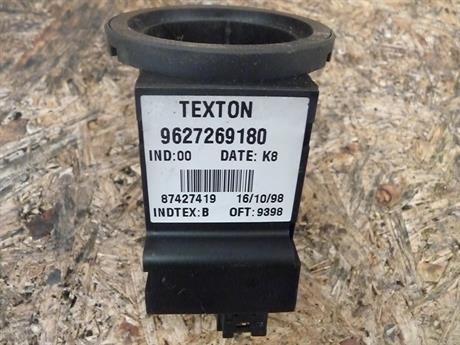 TEXTON
9627269180
IND:00 DATE: K8
87427419 16/10/98
INDTEX:B OFT:9398